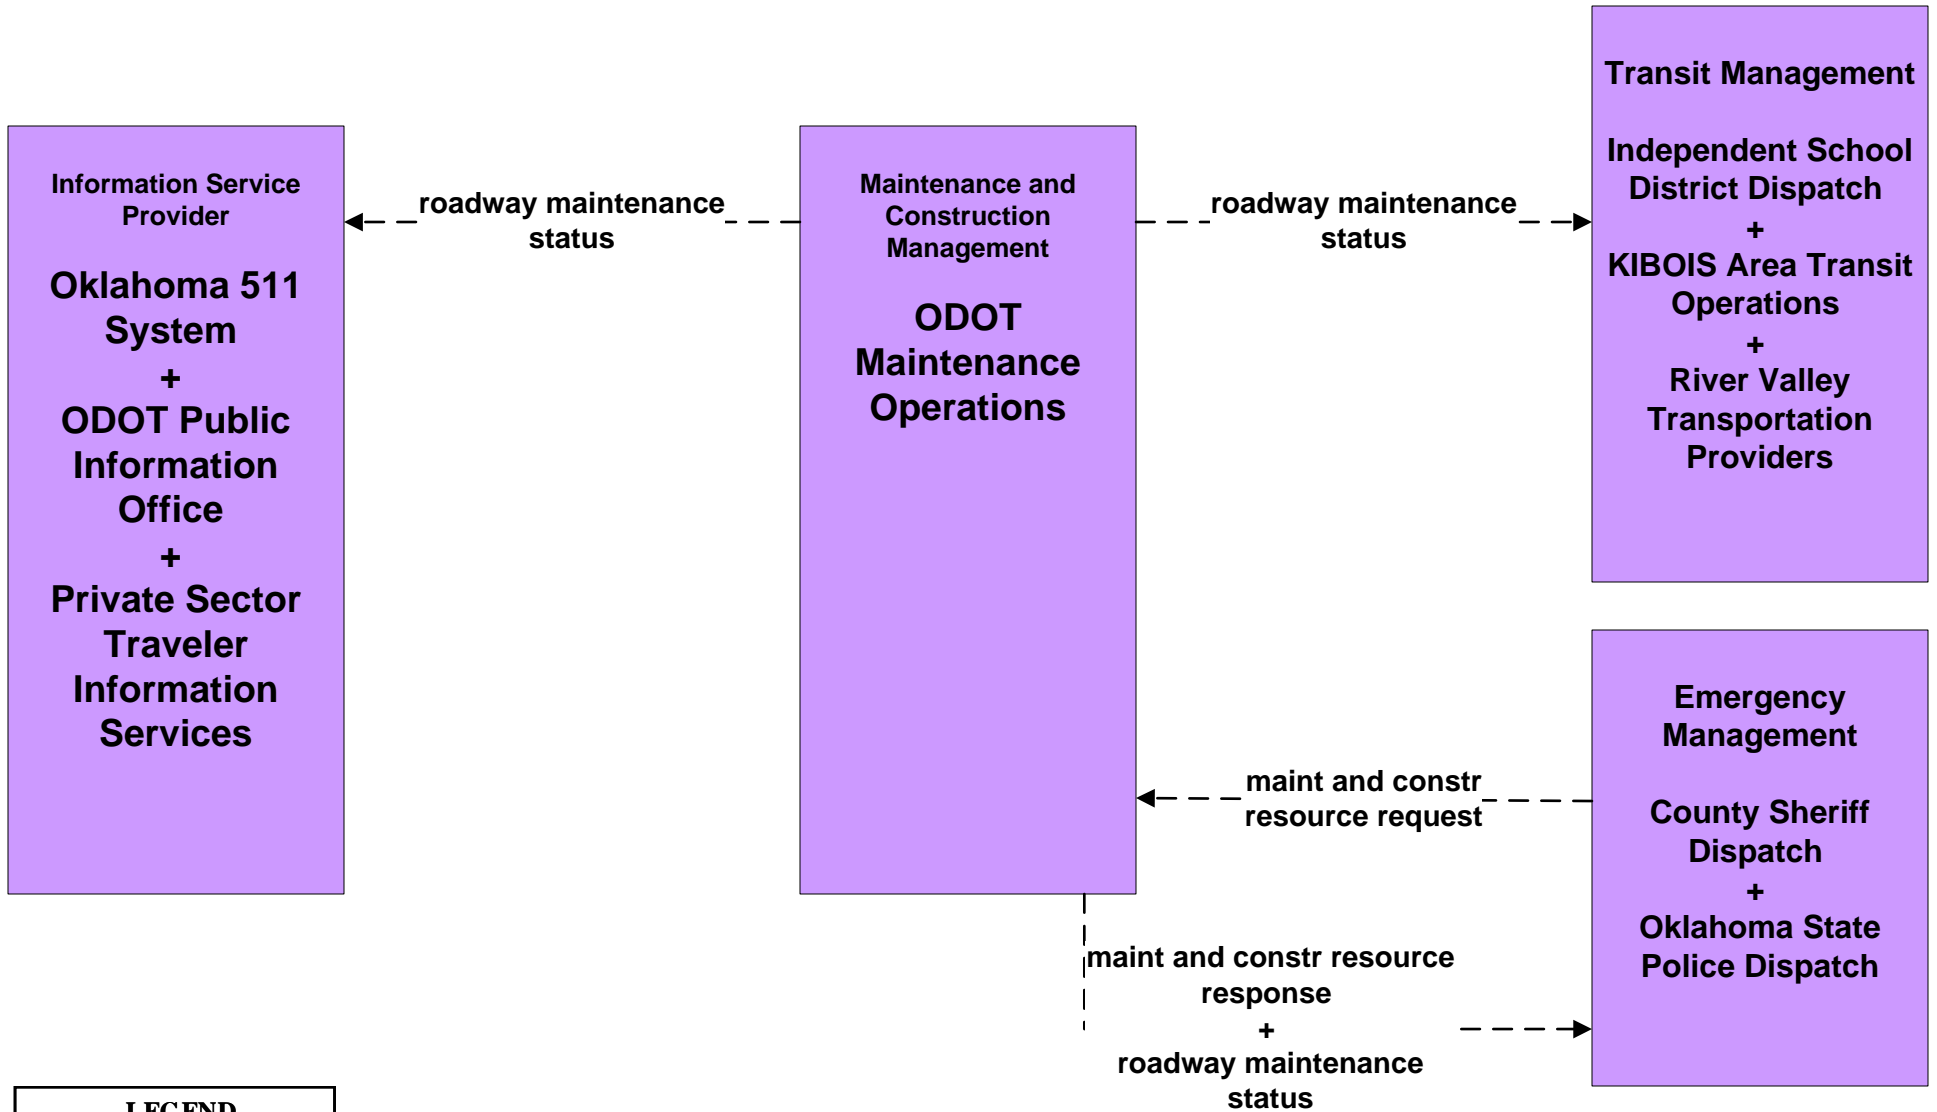 Information Service
Provider
Oklahoma 511
System
+
ODOT Public
Information
Office
+
Private Sector
Traveler
Information
Services
roadway maintenance
status
Maintenance and
Construction
Management
ODOT
Maintenance
Operations
roadway maintenance
status
Transit Management
Independent School
District Dispatch
+
KIBOIS Area Transit
Operations
+
River Valley
Transportation
Providers
maint and constr
resource request
Emergency
Management
County Sheriff
Dispatch
+
Oklahoma State
Police Dispatch
maint and constr resource
response
+
roadway maintenance
status
LEGEND